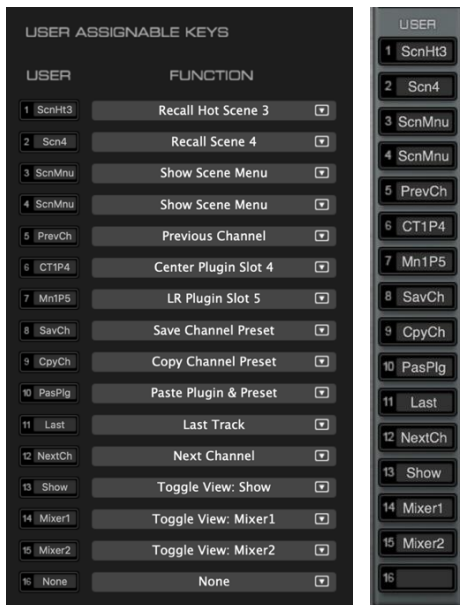 USER ASSIGNABLE KEYS
USER FUNCTION
1 ScnHt3 Recall Hot Scene 3
2 Scn4 Recall Scene 4
3 ScnMnu Show Scene Menu
4 ScnMnu Show Scene Menu
5 PrevCh Previous Channel
6 CT1P4 Center Plugin Slot 4
7 Mn1P5 LR Plugin Slot 5
8 SavCh Save Channel Preset
9 CpyCh Copy Channel Preset
10 PasPlg Paste Plugin & Preset
11 Last Last Track
12 NextCh Next Channel
13 Show Toggle View: Show
14 Mixer1 Toggle View: Mixer1
15 Mixer2 Toggle View: Mixer2
16 None None
USER
1 ScnHt3
2 Scn4
3 ScnMnu
4 ScnMnu
5 PrevCh
6 CT1P4
7 Mn1P5
8 SavCh
9 CpyCh
10 PasPlg
11 Last
12 NextCh
13 Show
14 Mixer1
15 Mixer2
16